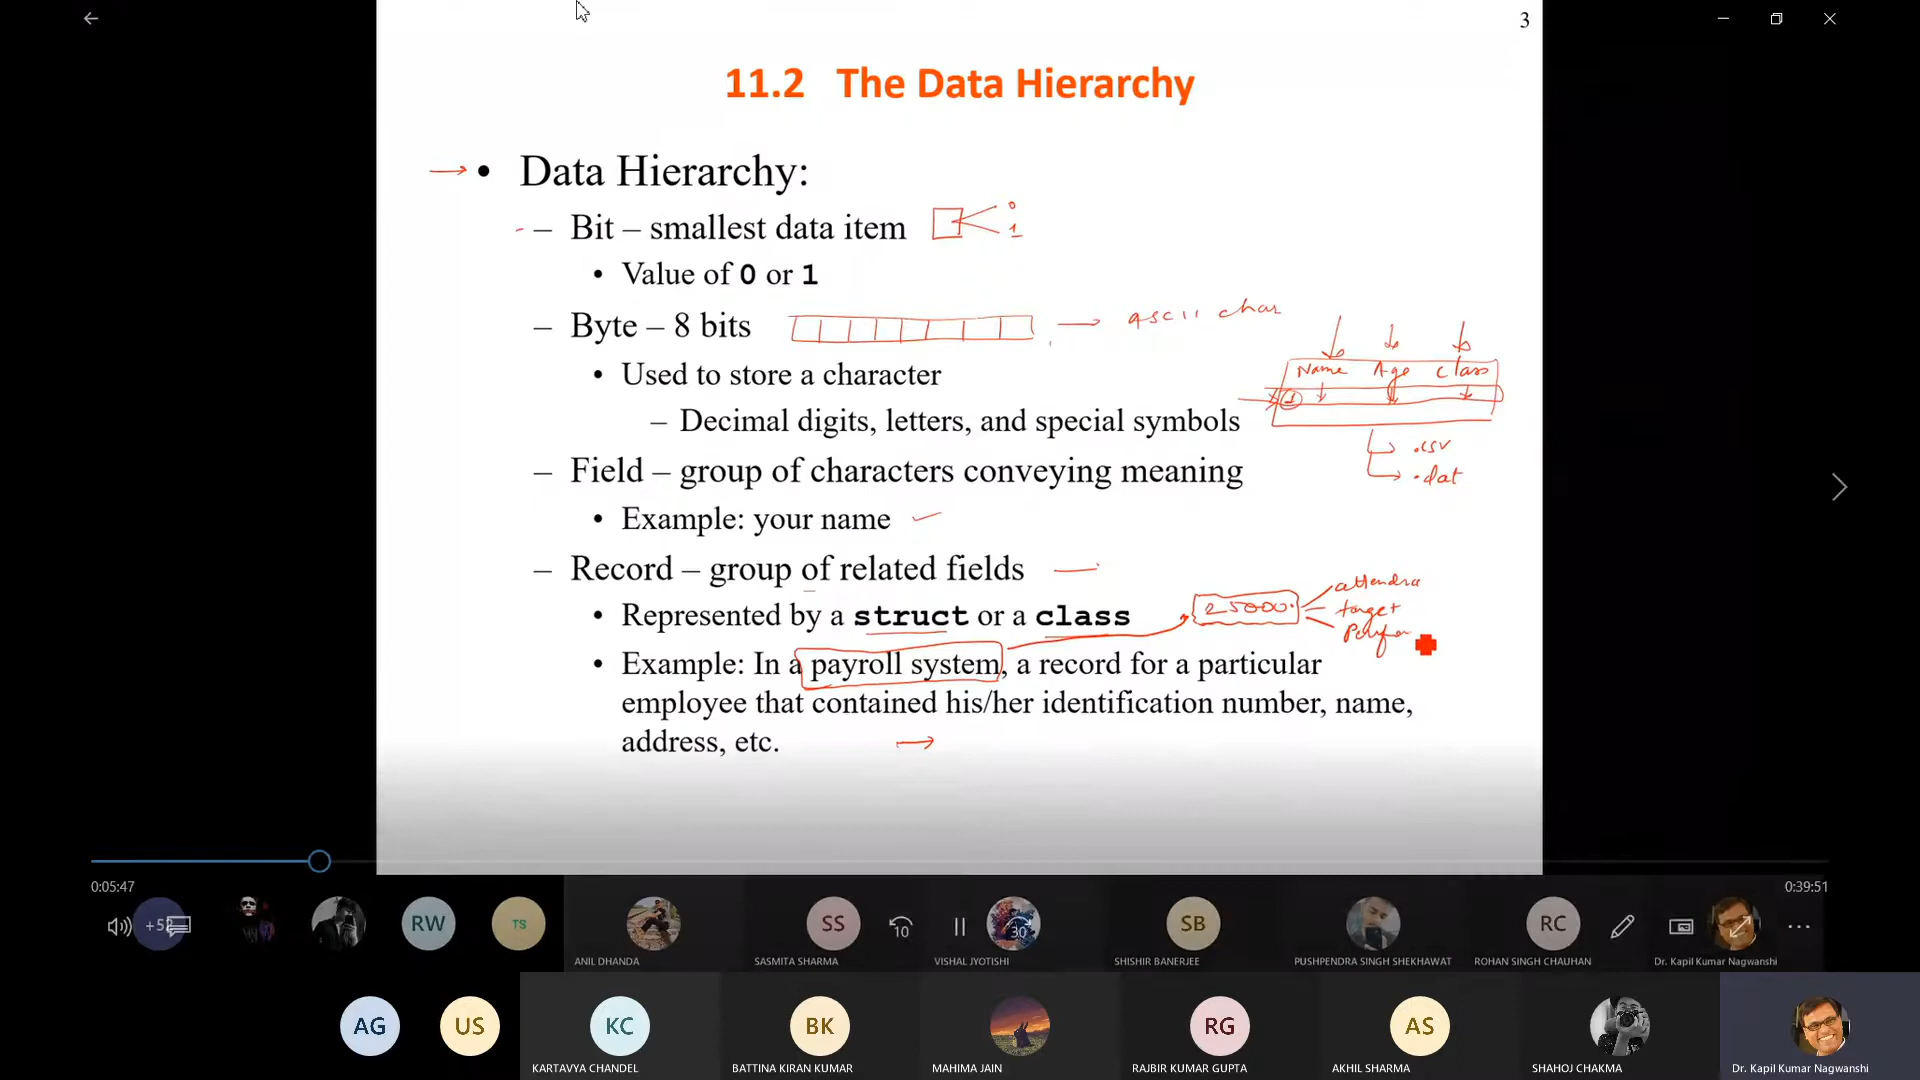 3
11.2 The Data Hierarchy
• Data Hierarchy:
– Bit – smallest data item
0
1
• Value of 0 or 1
– Byte – 8 bits
ascii char
• Used to store a character
Name Age class
1
– Decimal digits, letters, and special symbols
.csv
.dat
– Field – group of characters conveying meaning
• Example: your name
– Record – group of related fields
• Represented by a struct or a class
25000
target
• Example: In a payroll system, a record for a particular
employee that contained his/her identification number, name,
address, etc.
0:05:47
0:39:51
RW
TS
10
SS
30
SB
RC
ANIL DHANDA
SASMITA SHARMA
VISHAL JYOTISHI
SHISHIR BANERJEE
PUSHPENDRA SINGH SHEKHAWAT
ROHAN SINGH CHAUHAN
Dr. Kapil Kumar Nagwanshi
AG
US
KC
BK
RG
AS
KARTAVYA CHANDEL
BATTINA KIRAN KUMAR
MAHIMA JAIN
RAJBIR KUMAR GUPTA
AKHIL SHARMA
SHAHOJ CHAKMA
Dr. Kapil Kumar Nagwanshi